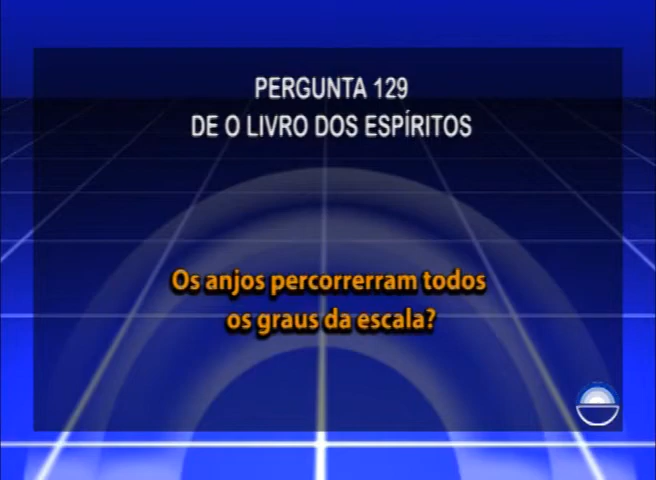 PERGUNTA 129
DE O LIVRO DOS ESPÍRITOS
Os anjos percorrerram todos
os graus da escala?